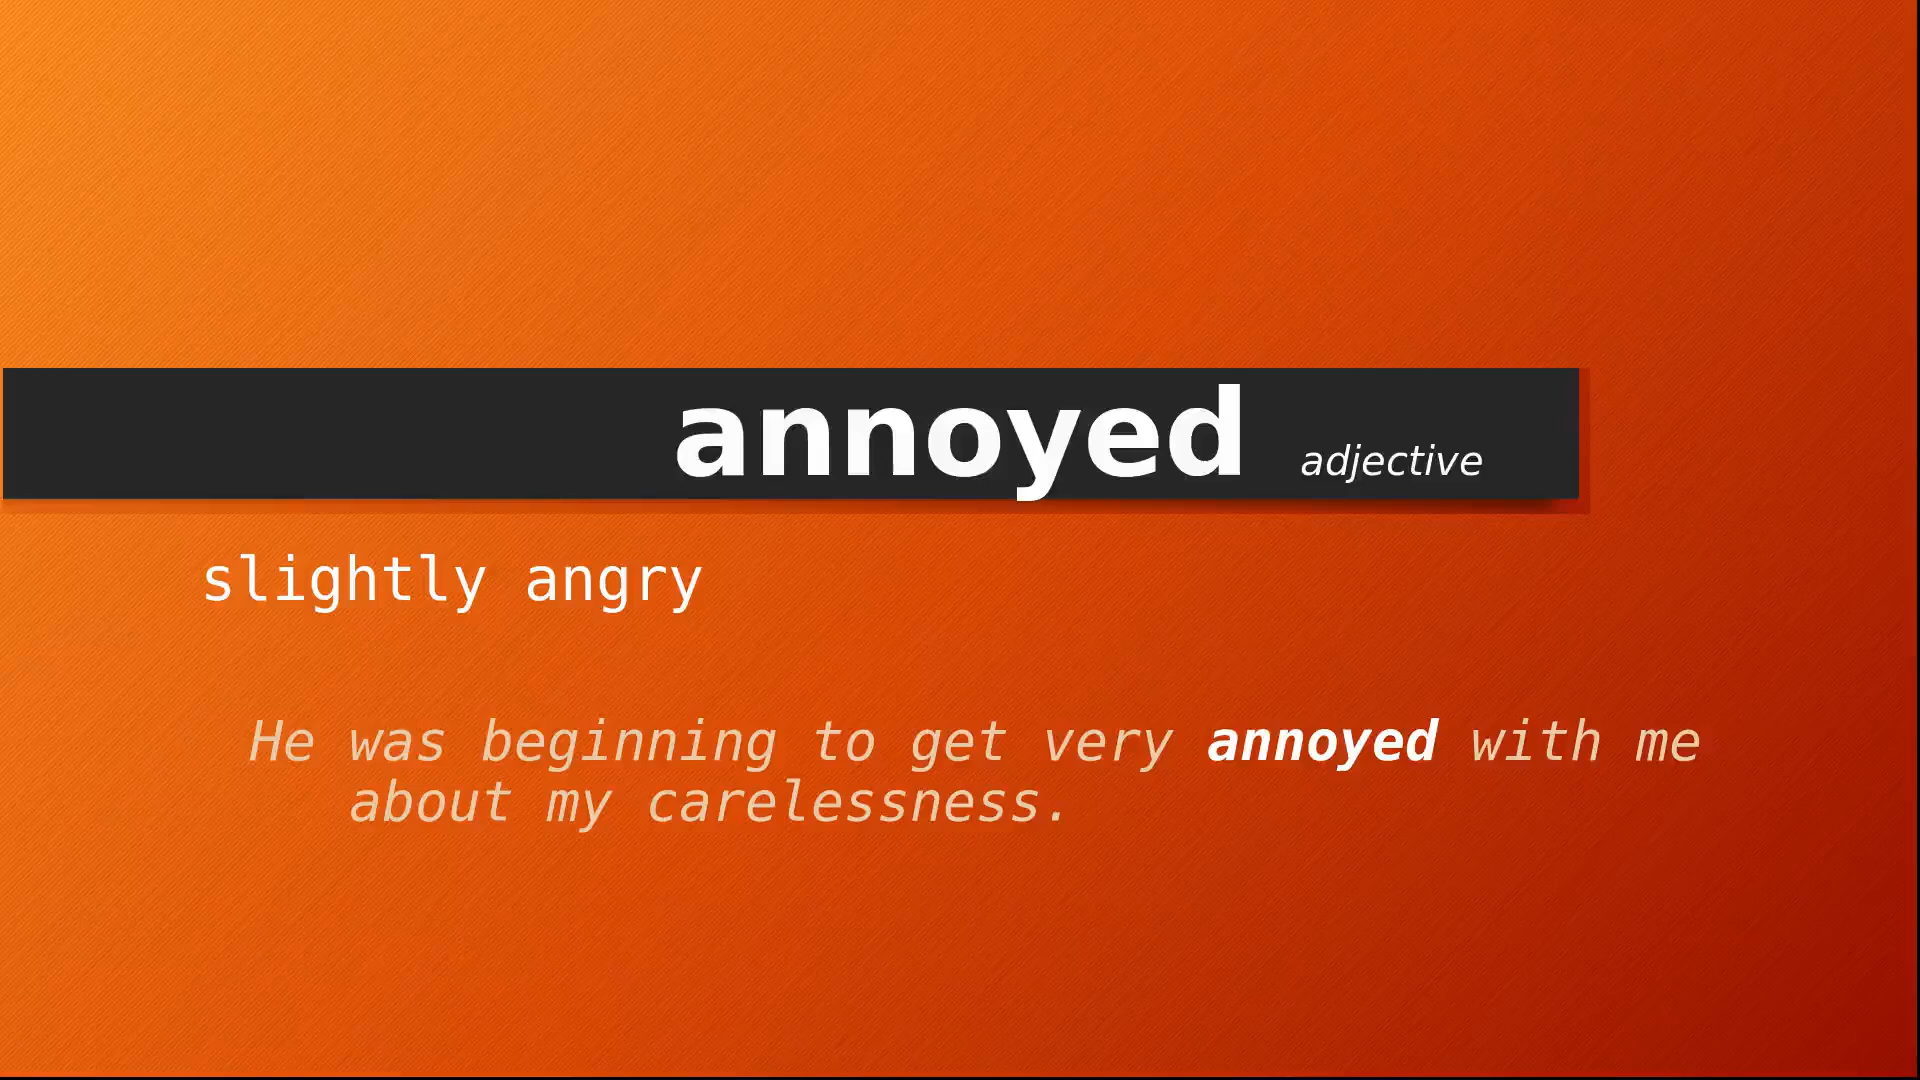 annoyed adjective
slightly angry
He was beginning to get very annoyed with me
about my carelessness.